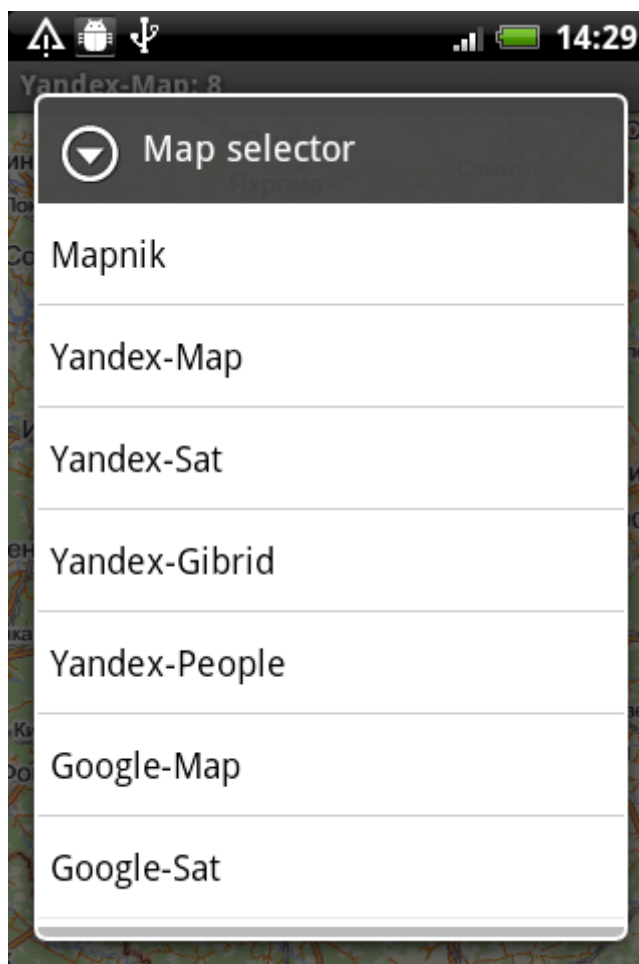 14:29
Yandex-Map: 8
Map selector
Яхрома
Mapnik
Yandex-Map
Yandex-Sat
Yandex-Gibrid
Yandex-People
Google-Map
Google-Sat